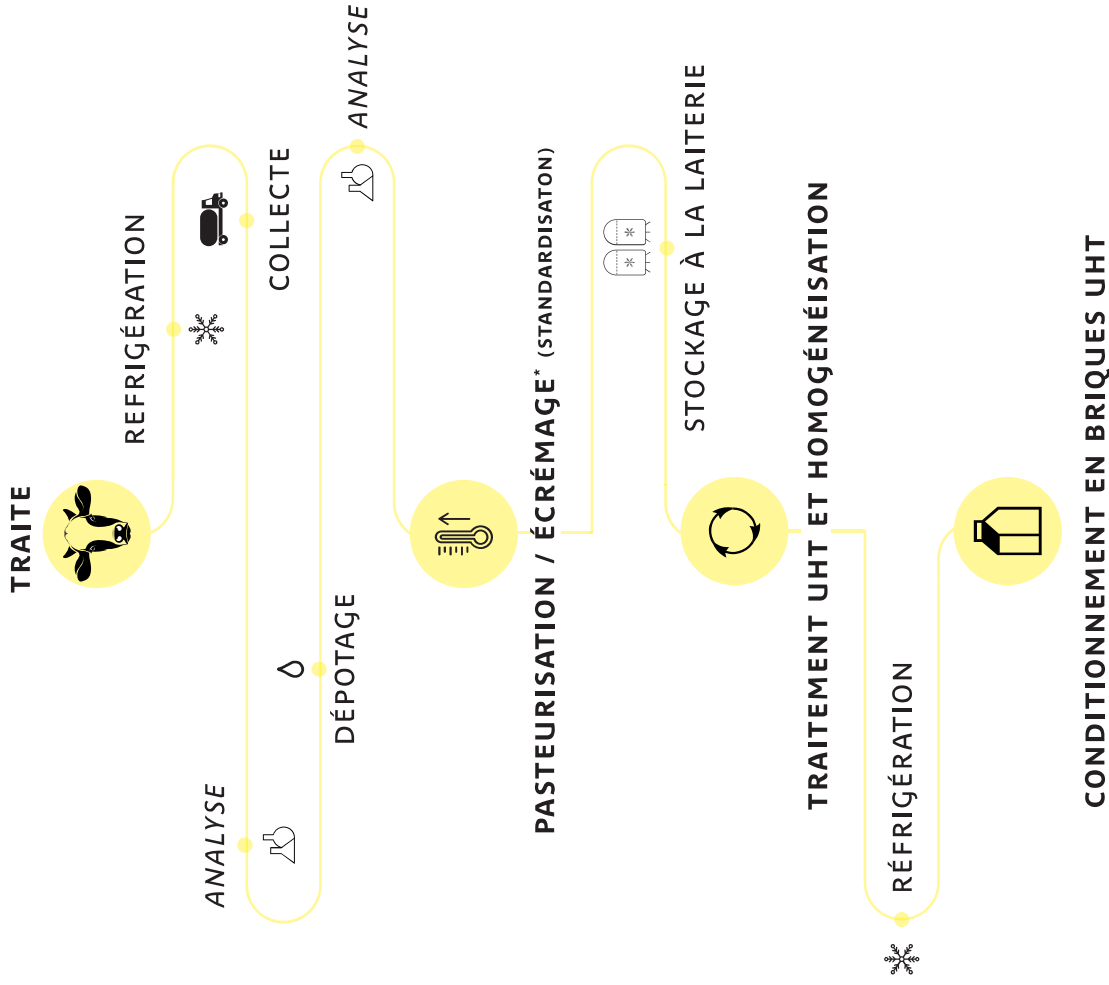 TRAITE
REFRIGÉRATION
COLLECTE
ANALYSE
DÉPOTAGE
ANALYSE
PASTEURISATION / ÉCRÉMAGE* (STANDARDISATON)
STOCKAGE À LA LAITERIE
TRAITEMENT UHT ET HOMOGÉNÉISATION
RÉFRIGÉRATION
CONDITIONNEMENT EN BRIQUES UHT